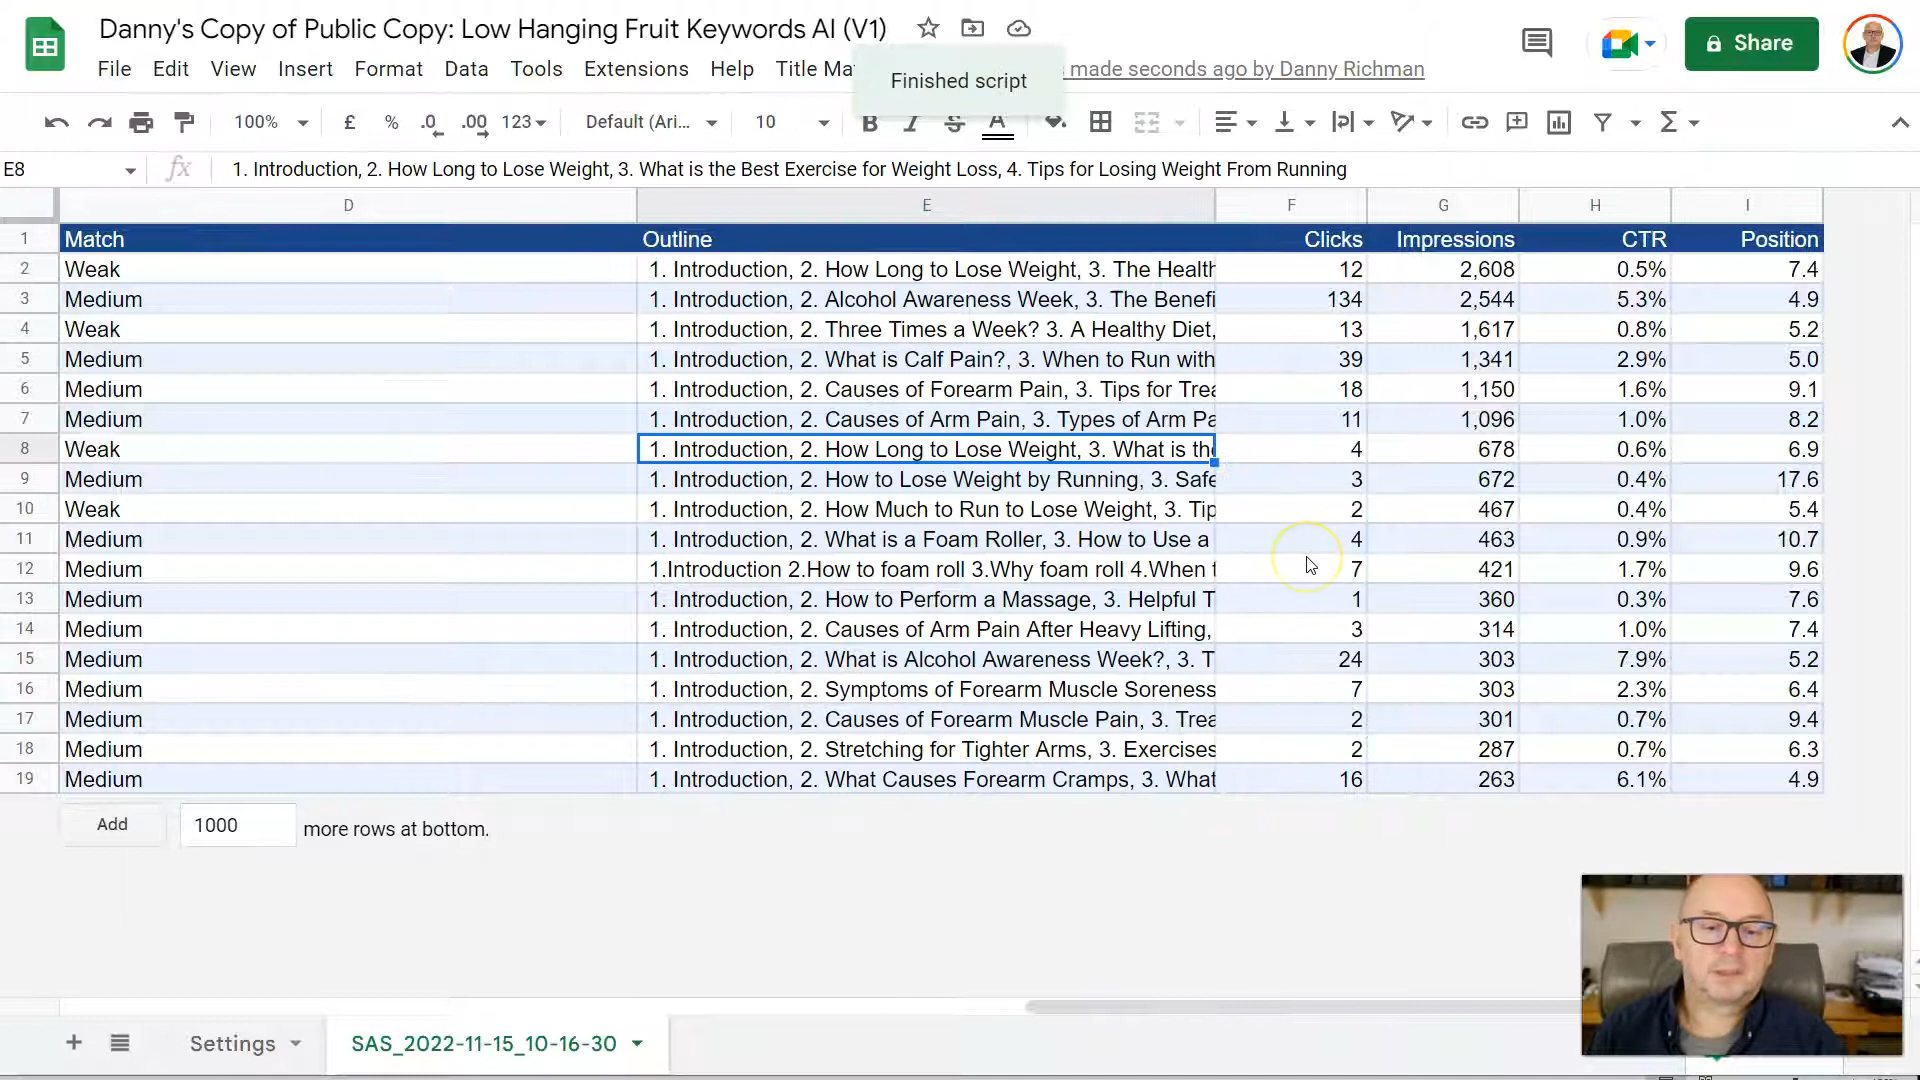 Danny's Copy of Public Copy: Low Hanging Fruit Keywords AI (V1)
Share
File Edit View Insert Format Data Tools Extensions Help Title Ma
Finished script
made seconds ago by Danny Richman
100% £ % .0 .00 123 Default (Ari... 10 B I S A
E8 fx 1. Introduction, 2. How Long to Lose Weight, 3. What is the Best Exercise for Weight Loss, 4. Tips for Losing Weight From Running
D E F G H I
1 Match Outline Clicks Impressions CTR Position
2 Weak 1. Introduction, 2. How Long to Lose Weight, 3. The Health 12 2,608 0.5% 7.4
3 Medium 1. Introduction, 2. Alcohol Awareness Week, 3. The Benefi 134 2,544 5.3% 4.9
4 Weak 1. Introduction, 2. Three Times a Week? 3. A Healthy Diet, 13 1,617 0.8% 5.2
5 Medium 1. Introduction, 2. What is Calf Pain?, 3. When to Run with 39 1,341 2.9% 5.0
6 Medium 1. Introduction, 2. Causes of Forearm Pain, 3. Tips for Trea 18 1,150 1.6% 9.1
7 Medium 1. Introduction, 2. Causes of Arm Pain, 3. Types of Arm Pa 11 1,096 1.0% 8.2
8 Weak 1. Introduction, 2. How Long to Lose Weight, 3. What is the 4 678 0.6% 6.9
9 Medium 1. Introduction, 2. How to Lose Weight by Running, 3. Safe 3 672 0.4% 17.6
10 Weak 1. Introduction, 2. How Much to Run to Lose Weight, 3. Tip 2 467 0.4% 5.4
11 Medium 1. Introduction, 2. What is a Foam Roller, 3. How to Use a 4 463 0.9% 10.7
12 Medium 1.Introduction 2.How to foam roll 3.Why foam roll 4.When t 7 421 1.7% 9.6
13 Medium 1. Introduction, 2. How to Perform a Massage, 3. Helpful T 1 360 0.3% 7.6
14 Medium 1. Introduction, 2. Causes of Arm Pain After Heavy Lifting, 3 314 1.0% 7.4
15 Medium 1. Introduction, 2. What is Alcohol Awareness Week?, 3. T 24 303 7.9% 5.2
16 Medium 1. Introduction, 2. Symptoms of Forearm Muscle Soreness 7 303 2.3% 6.4
17 Medium 1. Introduction, 2. Causes of Forearm Muscle Pain, 3. Trea 2 301 0.7% 9.4
18 Medium 1. Introduction, 2. Stretching for Tighter Arms, 3. Exercises 2 287 0.7% 6.3
19 Medium 1. Introduction, 2. What Causes Forearm Cramps, 3. What 16 263 6.1% 4.9
Add 1000 more rows at bottom.
Settings SAS_2022-11-15_10-16-30